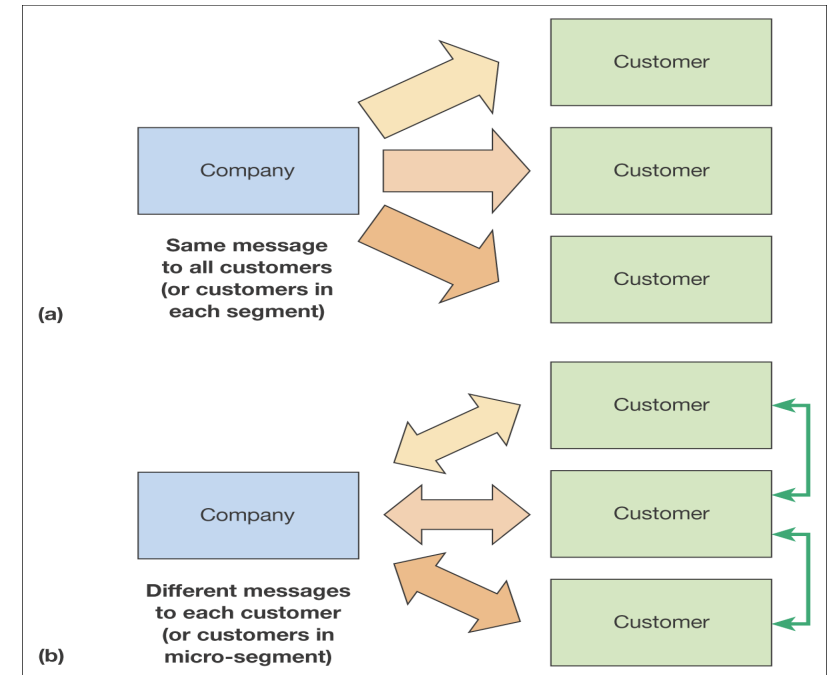 Customer
Company
Customer
Same message
to all customers
(or customers in
each segment)
Customer
(a)
Customer
Company
Customer
Different messages
to each customer
(or customers in
micro-segment)
Customer
(b)